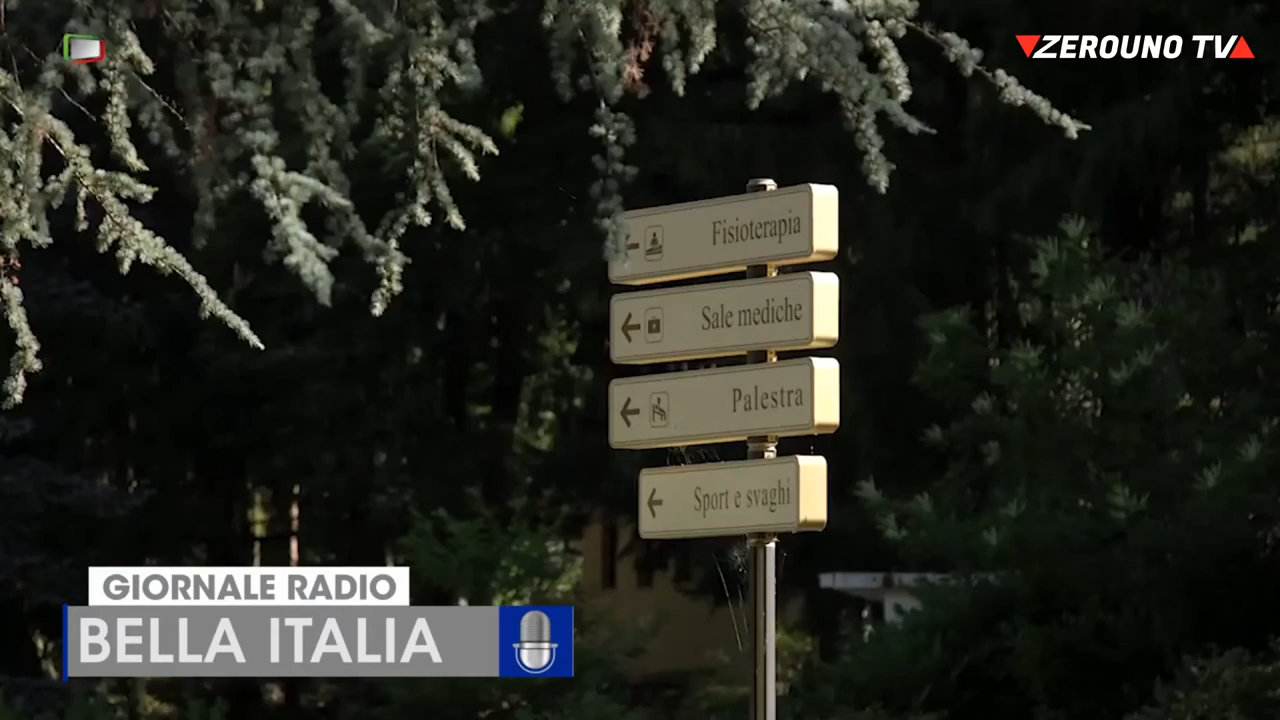 ZEROUNO TV
Fisioterapia
Sale mediche
Palestra
Sport e svaghi
GIORNALE RADIO
BELLA ITALIA